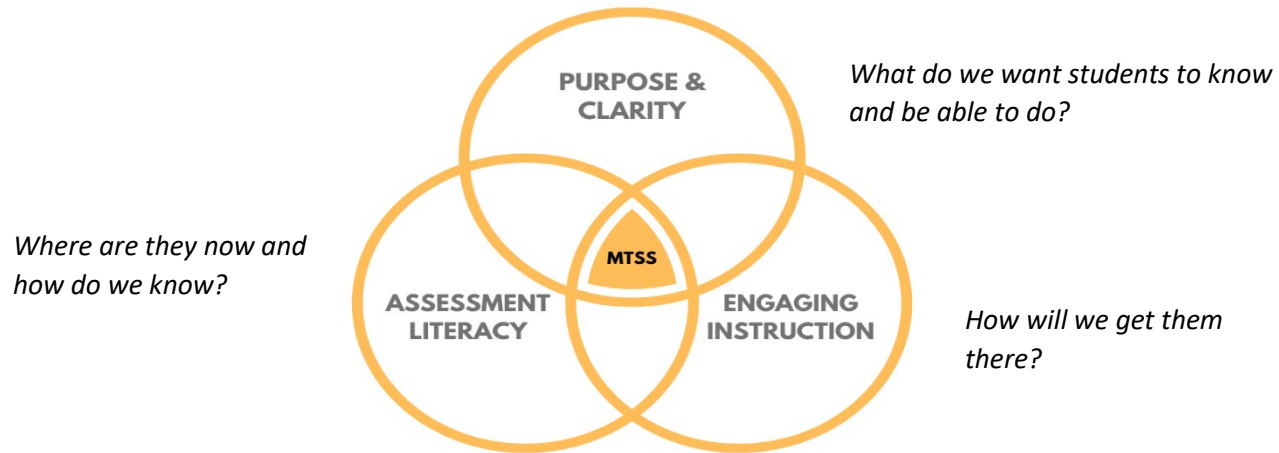 PURPOSE &
CLARITY
What do we want students to know
and be able to do?
Where are they now and
how do we know?
MTSS
ASSESSMENT
LITERACY
ENGAGING
INSTRUCTION
How will we get them
there?